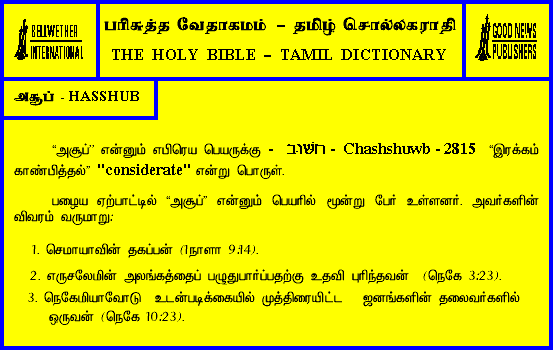 BELLWETHER
INTERNATIONAL
பரிசுத்த வேதாகமம் – தமிழ் சொல்லகராதி
THE HOLY BIBLE – TAMIL DICTIONARY
GOOD NEWS
PUBLISHERS
அசூப் - HASSHUB
“அசூப்” என்னும் எபிரெய பெயருக்கு - חשׁוּב - Chashshuwb - 2815 “இரக்கம்
காண்பித்தல்” "considerate" என்று பொருள்.
பழைய ஏற்பாட்டில் “அசூப்” என்னும் பெயரில் மூன்று பேர் உள்ளனர். அவர்களின்
விவரம் வருமாறு:
1. செமாயாவின் தகப்பன் (1நாளா 9:14).
2. எருசலேமின் அலங்கத்தைப் பழுதுபார்ப்பதற்கு உதவி புரிந்தவன் (நெகே 3:23).
3. நெகேமியாவோடு உடன்படிக்கையில் முத்திரையிட்ட ஜனங்களின் தலைவர்களில்
ஒருவன் (நெகே 10:23).